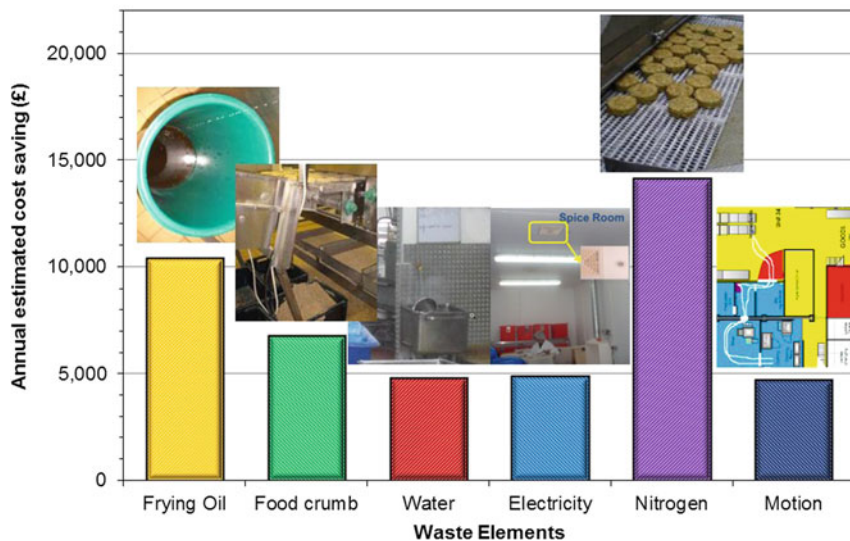 Annual estimated cost saving (£)
20,000
15,000
10,000
5,000
0
Spice Room
Frying Oil
Food crumb
Water
Electricity
Nitrogen
Motion
Waste Elements